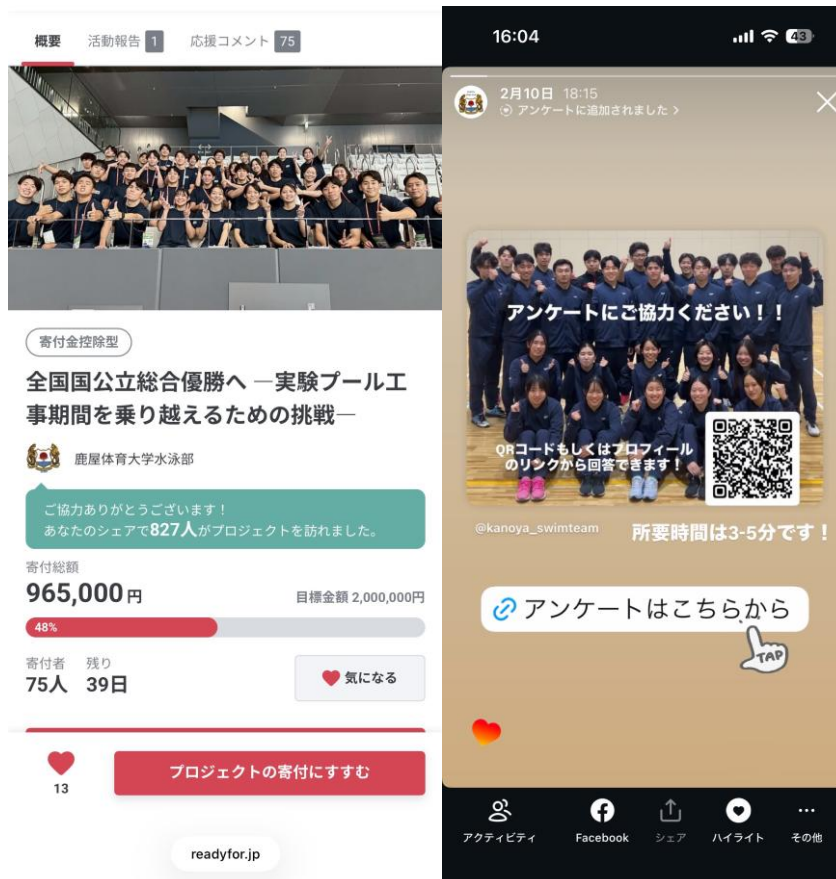 概要 活動報告 1 応援コメント 75
寄付金控除型
全国国公立総合優勝へ ―実験プール工
事期間を乗り越えるための挑戦―
鹿屋体育大学水泳部
ご協力ありがとうございます！
あなたのシェアで827人がプロジェクトを訪れました。
寄付総額
965,000円
目標金額 2,000,000円
48%
寄付者 残り
75人 39日
気になる
13
プロジェクトの寄付にすすむ
readyfor.jp
16:04
43
2月10日 18:15
アンケートに追加されました >
アンケートにご協力ください！！
QRコードもしくはプロフィール
のリンクから回答できます！
@kanoya_swimteam
所要時間は3-5分です！
アンケートはこちらから
TAP
アクティビティ
Facebook
シェア
ハイライト
その他